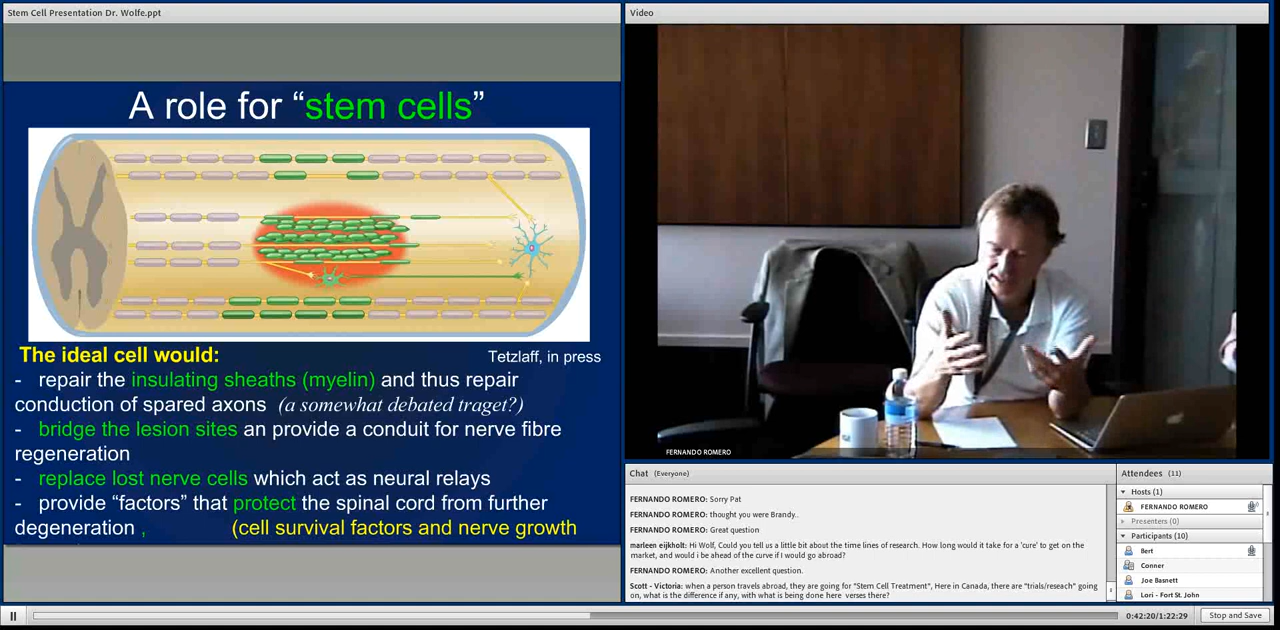 Stem Cell Presentation Dr. Wolfe.ppt
A role for “stem cells”
Tetzlaff, in press
The ideal cell would:
- repair the insulating sheaths (myelin) and thus repair
conduction of spared axons (a somewhat debated traget?)
- bridge the lesion sites an provide a conduit for nerve fibre
regeneration
- replace lost nerve cells which act as neural relays
- provide “factors” that protect the spinal cord from further
degeneration , (cell survival factors and nerve growth
Video
FERNANDO ROMERO
Chat (Everyone)
FERNANDO ROMERO: Sorry Pat
FERNANDO ROMERO: thought you were Brandy..
FERNANDO ROMERO: Great question
marleen eijkholt: Hi Wolf, Could you tell us a little bit about the time lines of research. How long would it take for a 'cure' to get on the
market, and would i be ahead of the curve if I would go abroad?
FERNANDO ROMERO: Another excellent question.
Scott - Victoria: when a person travels abroad, they are going for "Stem Cell Treatment", Here in Canada, there are "trials/reseach" going
on, what is the difference if any, with what is being done here verses there?
Attendees (11)
Hosts (1)
FERNANDO ROMERO
Presenters (0)
Participants (10)
Bert
Conner
Joe Basnett
Lori - Fort St. John
0:42:20/1:22:29
Stop and Save